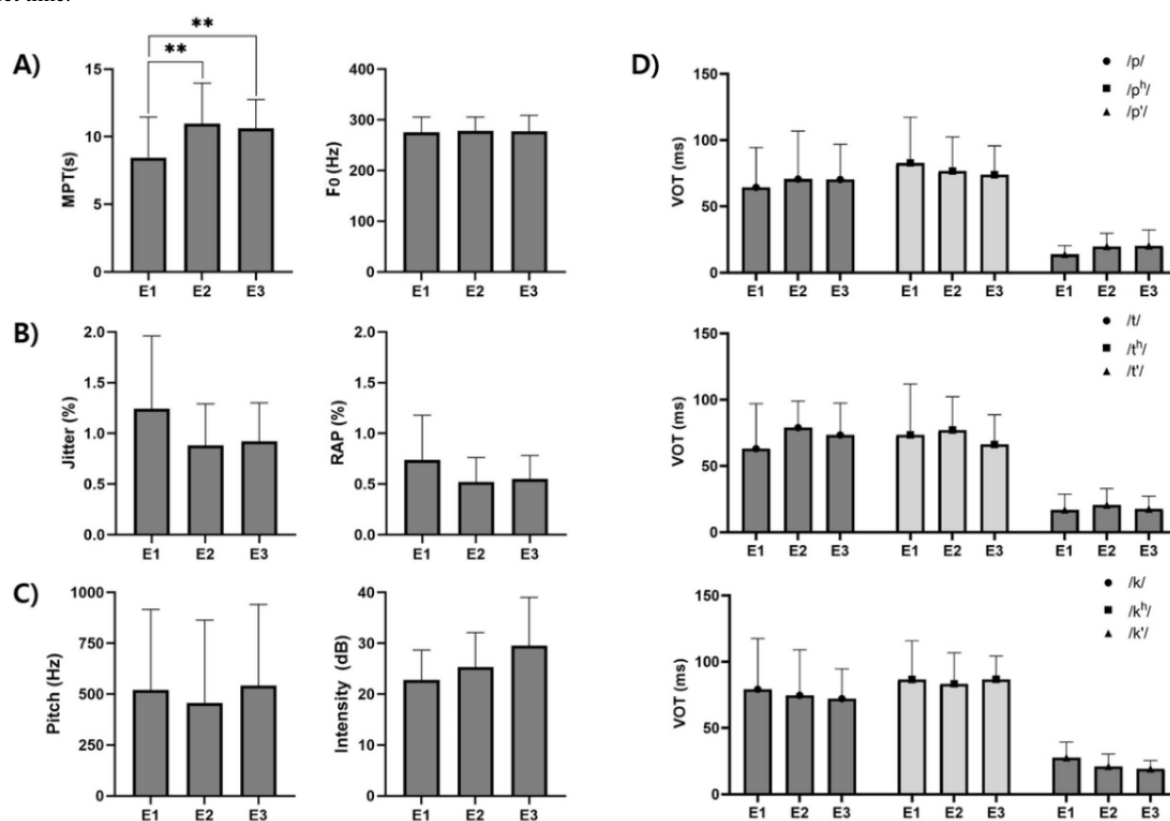 **
**
A)
15
10
5
0
MPT(s)
E1 E2 E3
400
300
200
100
0
F0 (Hz)
E1 E2 E3
B)
2.0
1.5
1.0
0.5
0.0
Jitter (%)
E1 E2 E3
2.0
1.5
1.0
0.5
0.0
RAP (%)
E1 E2 E3
C)
1000
750
500
250
0
Pitch (Hz)
E1 E2 E3
40
30
20
10
0
Intensity (dB)
E1 E2 E3
D)
150
100
50
0
VOT (ms)
/p/
/pʰ/
/p'/
E1 E2 E3 E1 E2 E3 E1 E2 E3
150
100
50
0
VOT (ms)
/t/
/tʰ/
/t'/
E1 E2 E3 E1 E2 E3 E1 E2 E3
150
100
50
0
VOT (ms)
/k/
/kʰ/
/k'/
E1 E2 E3 E1 E2 E3 E1 E2 E3